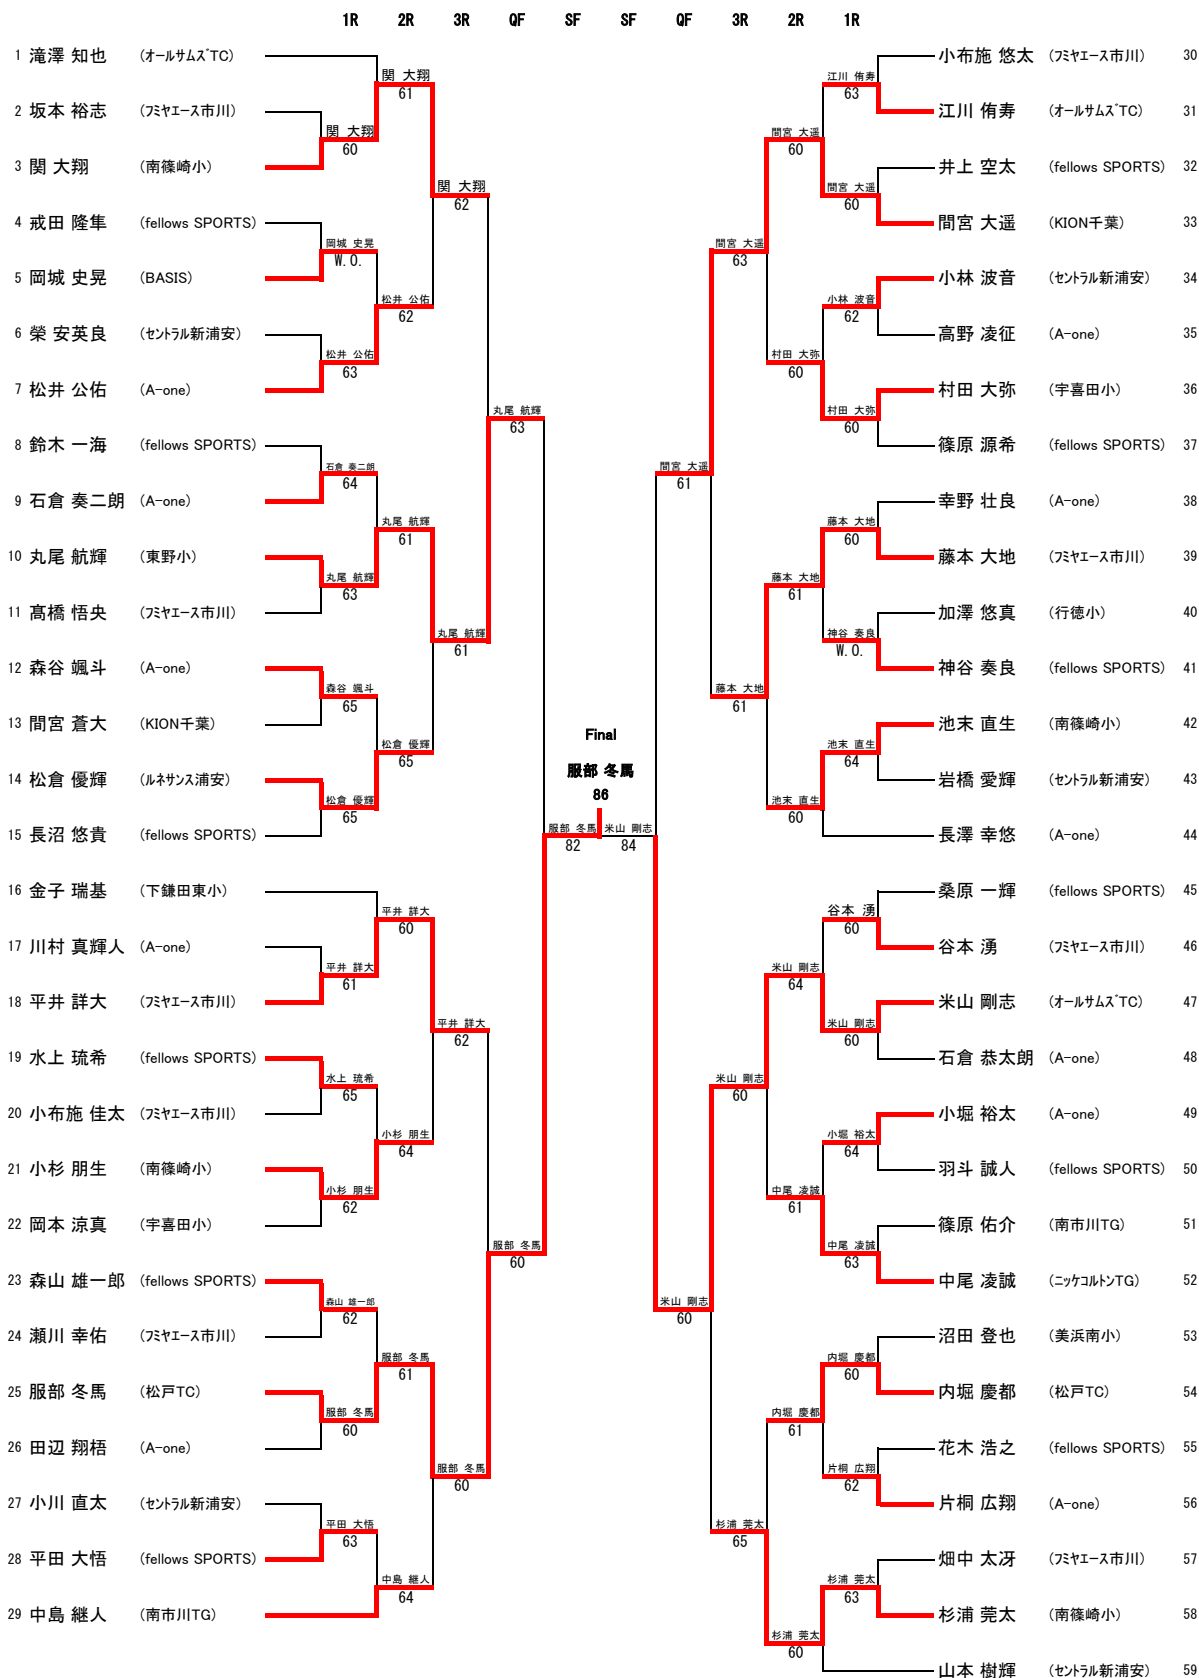 1R 2R 3R QF SF SF QF 3R 2R 1R
1 滝澤 知也 (オールサムズTC)
2 坂本 裕志 (フミヤエース市川)
3 関 大翔 (南篠崎小)
4 戒田 隆隼 (fellows SPORTS)
5 岡城 史晃 (BASIS)
6 榮 安英良 (セントラル新浦安)
7 松井 公佑 (A-one)
8 鈴木 一海 (fellows SPORTS)
9 石倉 奏二朗 (A-one)
10 丸尾 航輝 (東野小)
11 髙橋 悟央 (フミヤエース市川)
12 森谷 颯斗 (A-one)
13 間宮 蒼大 (KION千葉)
14 松倉 優輝 (ルネサンス浦安)
15 長沼 悠貴 (fellows SPORTS)
16 金子 瑞基 (下鎌田東小)
17 川村 真輝人 (A-one)
18 平井 詳大 (フミヤエース市川)
19 水上 琉希 (fellows SPORTS)
20 小布施 佳太 (フミヤエース市川)
21 小杉 朋生 (南篠崎小)
22 岡本 涼真 (宇喜田小)
23 森山 雄一郎 (fellows SPORTS)
24 瀬川 幸佑 (フミヤエース市川)
25 服部 冬馬 (松戸TC)
26 田辺 翔梧 (A-one)
27 小川 直太 (セントラル新浦安)
28 平田 大悟 (fellows SPORTS)
29 中島 継人 (南市川TG)
関 大翔
60
岡城 史晃
W.O.
松井 公佑
63
石倉 奏二朗
64
丸尾 航輝
63
森谷 颯斗
65
松倉 優輝
65
平井 詳大
61
水上 琉希
65
小杉 朋生
62
森山 雄一郎
62
服部 冬馬
60
平田 大悟
63
関 大翔
61
松井 公佑
62
丸尾 航輝
61
松倉 優輝
65
平井 詳大
60
小杉 朋生
64
服部 冬馬
61
中島 継人
64
関 大翔
62
丸尾 航輝
61
平井 詳大
62
服部 冬馬
60
丸尾 航輝
63
服部 冬馬
60
服部 冬馬
82
Final
服部 冬馬
86
米山 剛志
84
間宮 大遥
61
米山 剛志
60
間宮 大遥
63
藤本 大地
61
米山 剛志
60
杉浦 莞太
65
間宮 大遥
60
村田 大弥
60
藤本 大地
61
池末 直生
60
米山 剛志
64
中尾 凌誠
61
内堀 慶都
61
杉浦 莞太
60
江川 侑寿
63
間宮 大遥
60
小林 波音
62
村田 大弥
60
藤本 大地
60
神谷 奏良
W.O.
池末 直生
64
谷本 湧
60
米山 剛志
60
小堀 裕太
64
中尾 凌誠
63
内堀 慶都
60
片桐 広翔
62
杉浦 莞太
63
小布施 悠太 (フミヤエース市川) 30
江川 侑寿 (オールサムズTC) 31
井上 空太 (fellows SPORTS) 32
間宮 大遥 (KION千葉) 33
小林 波音 (セントラル新浦安) 34
高野 凌征 (A-one) 35
村田 大弥 (宇喜田小) 36
篠原 源希 (fellows SPORTS) 37
幸野 壮良 (A-one) 38
藤本 大地 (フミヤエース市川) 39
加澤 悠真 (行徳小) 40
神谷 奏良 (fellows SPORTS) 41
池末 直生 (南篠崎小) 42
岩橋 愛輝 (セントラル新浦安) 43
長澤 幸悠 (A-one) 44
桑原 一輝 (fellows SPORTS) 45
谷本 湧 (フミヤエース市川) 46
米山 剛志 (オールサムズTC) 47
石倉 恭太朗 (A-one) 48
小堀 裕太 (A-one) 49
羽斗 誠人 (fellows SPORTS) 50
篠原 佑介 (南市川TG) 51
中尾 凌誠 (ニッケコルトンTG) 52
沼田 登也 (美浜南小) 53
内堀 慶都 (松戸TC) 54
花木 浩之 (fellows SPORTS) 55
片桐 広翔 (A-one) 56
畑中 太冴 (フミヤエース市川) 57
杉浦 莞太 (南篠崎小) 58
山本 樹輝 (セントラル新浦安) 59